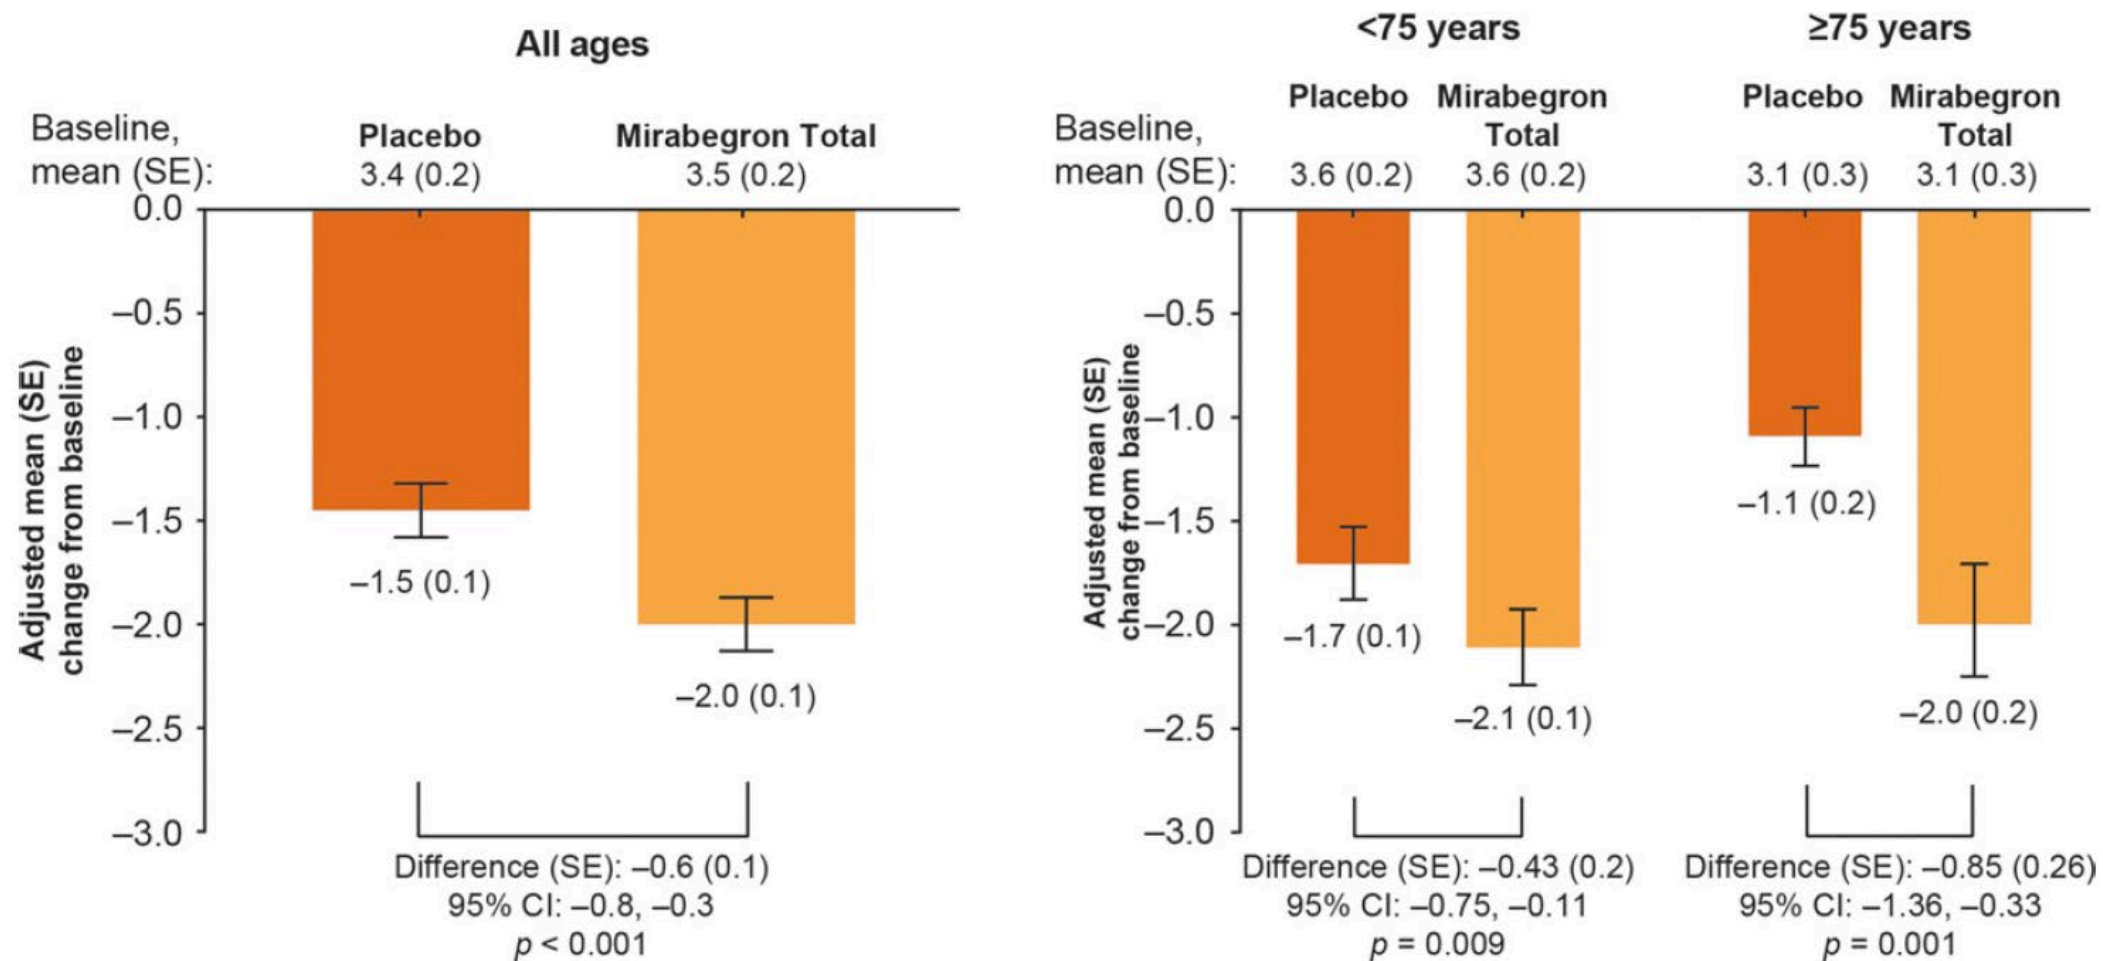 All ages
Baseline,
mean (SE):
Placebo
3.4 (0.2)
Mirabegron Total
3.5 (0.2)
0.0
–0.5
–1.0
–1.5
–2.0
–2.5
–3.0
Adjusted mean (SE)
change from baseline
–1.5 (0.1)
–2.0 (0.1)
Difference (SE): –0.6 (0.1)
95% CI: –0.8, –0.3
p < 0.001
<75 years
≥75 years
Baseline,
mean (SE):
Placebo
3.6 (0.2)
Mirabegron
Total
3.6 (0.2)
Placebo
3.1 (0.3)
Mirabegron
Total
3.1 (0.3)
0.0
–0.5
–1.0
–1.5
–2.0
–2.5
–3.0
Adjusted mean (SE)
change from baseline
–1.7 (0.1)
–2.1 (0.1)
–1.1 (0.2)
–2.0 (0.2)
Difference (SE): –0.43 (0.2)
95% CI: –0.75, –0.11
p = 0.009
Difference (SE): –0.85 (0.26)
95% CI: –1.36, –0.33
p = 0.001